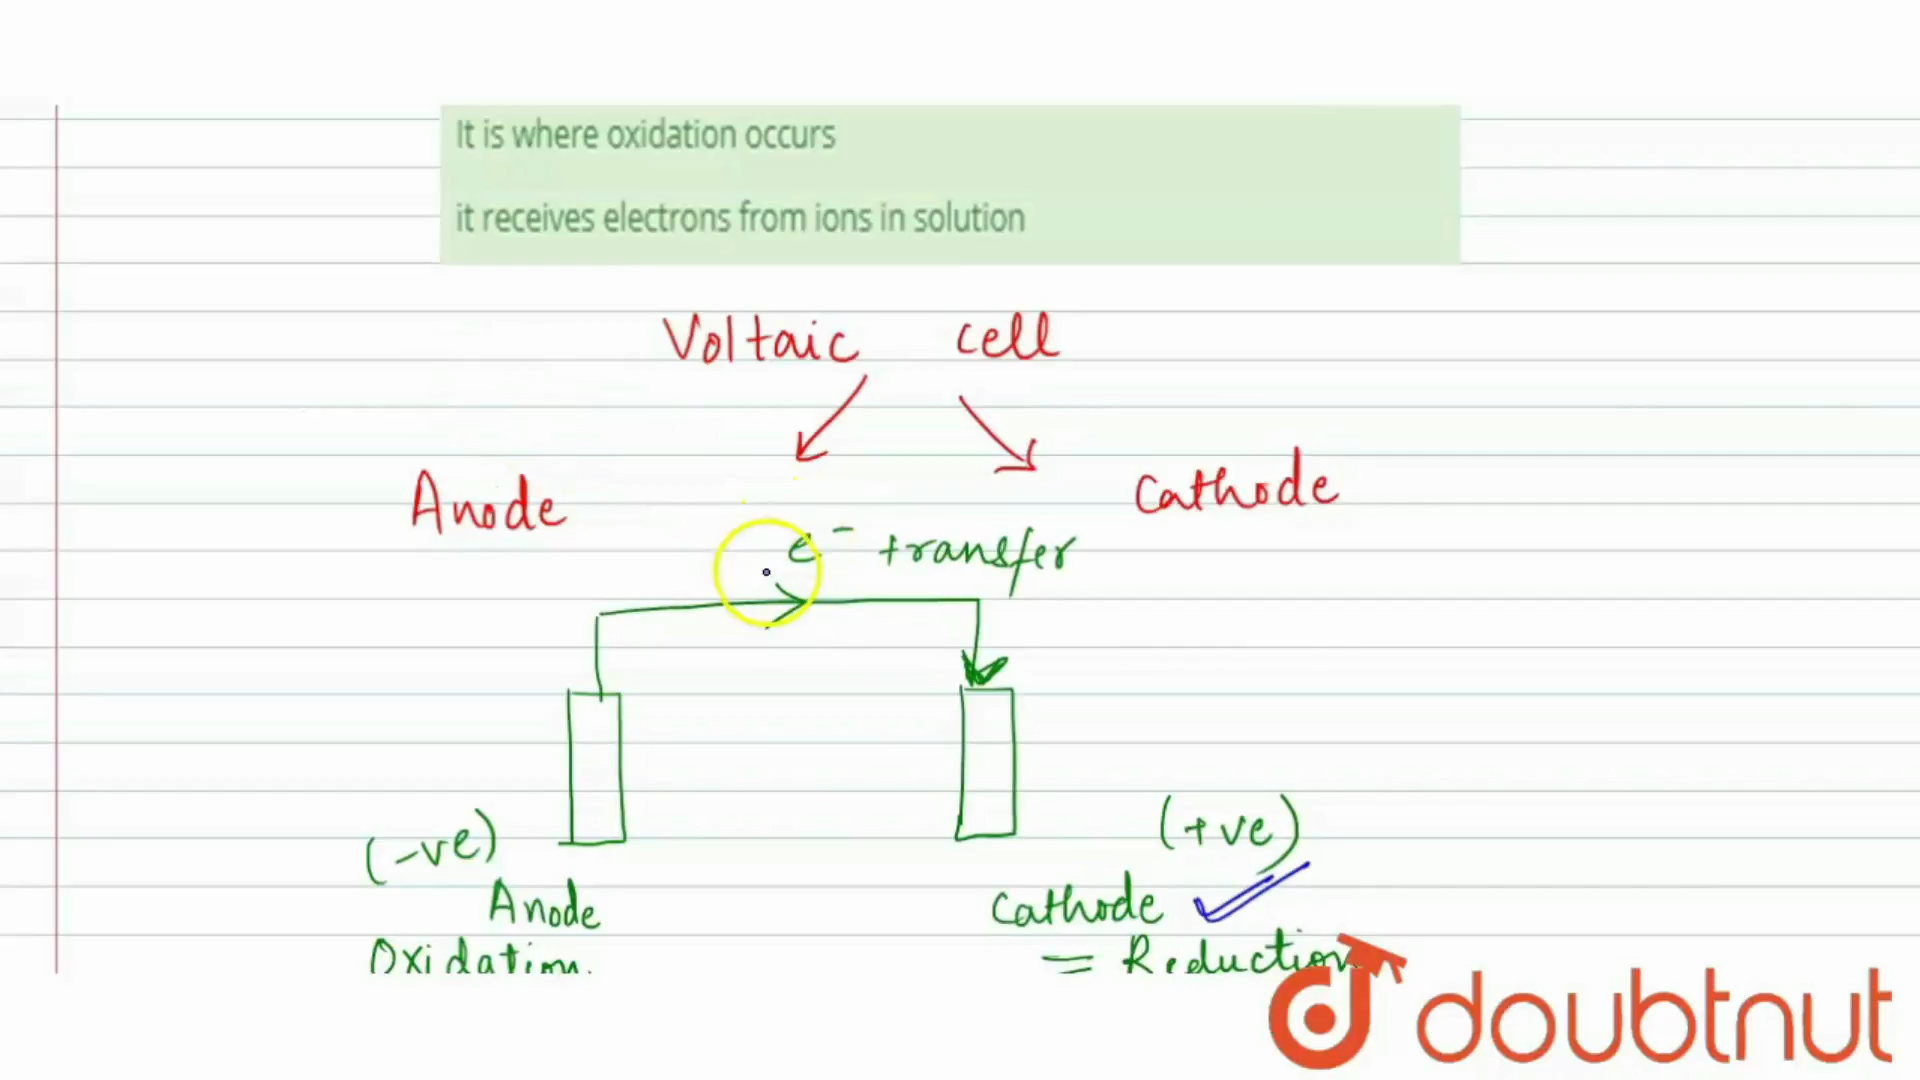 It is where oxidation occurs
it receives electrons from ions in solution
Voltaic cell
Anode
Cathode
e⁻ transfer
(-ve)
(+ve)
Anode
Cathode
Oxidation
= Reduction
doubtnut